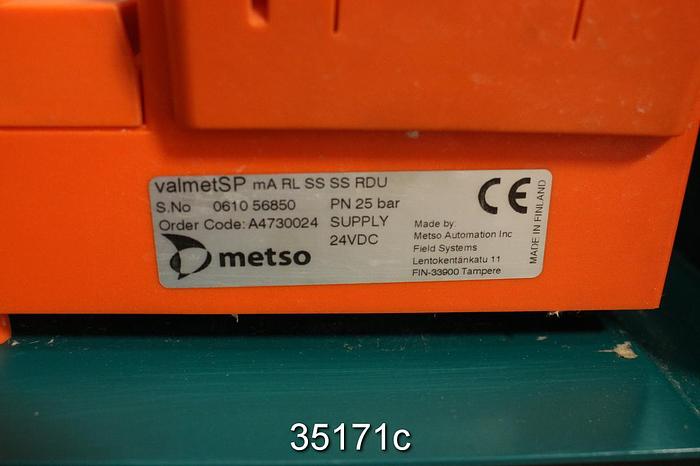 valmetSP mA RL SS SS RDU
S.No 0610 56850 PN 25 bar
Order Code: A4730024 SUPPLY
24VDC
metso
Made by:
Metso Automation Inc
Field Systems
Lentokentänkatu 11
FIN-33900 Tampere
CE
MADE IN FINLAND
35171c